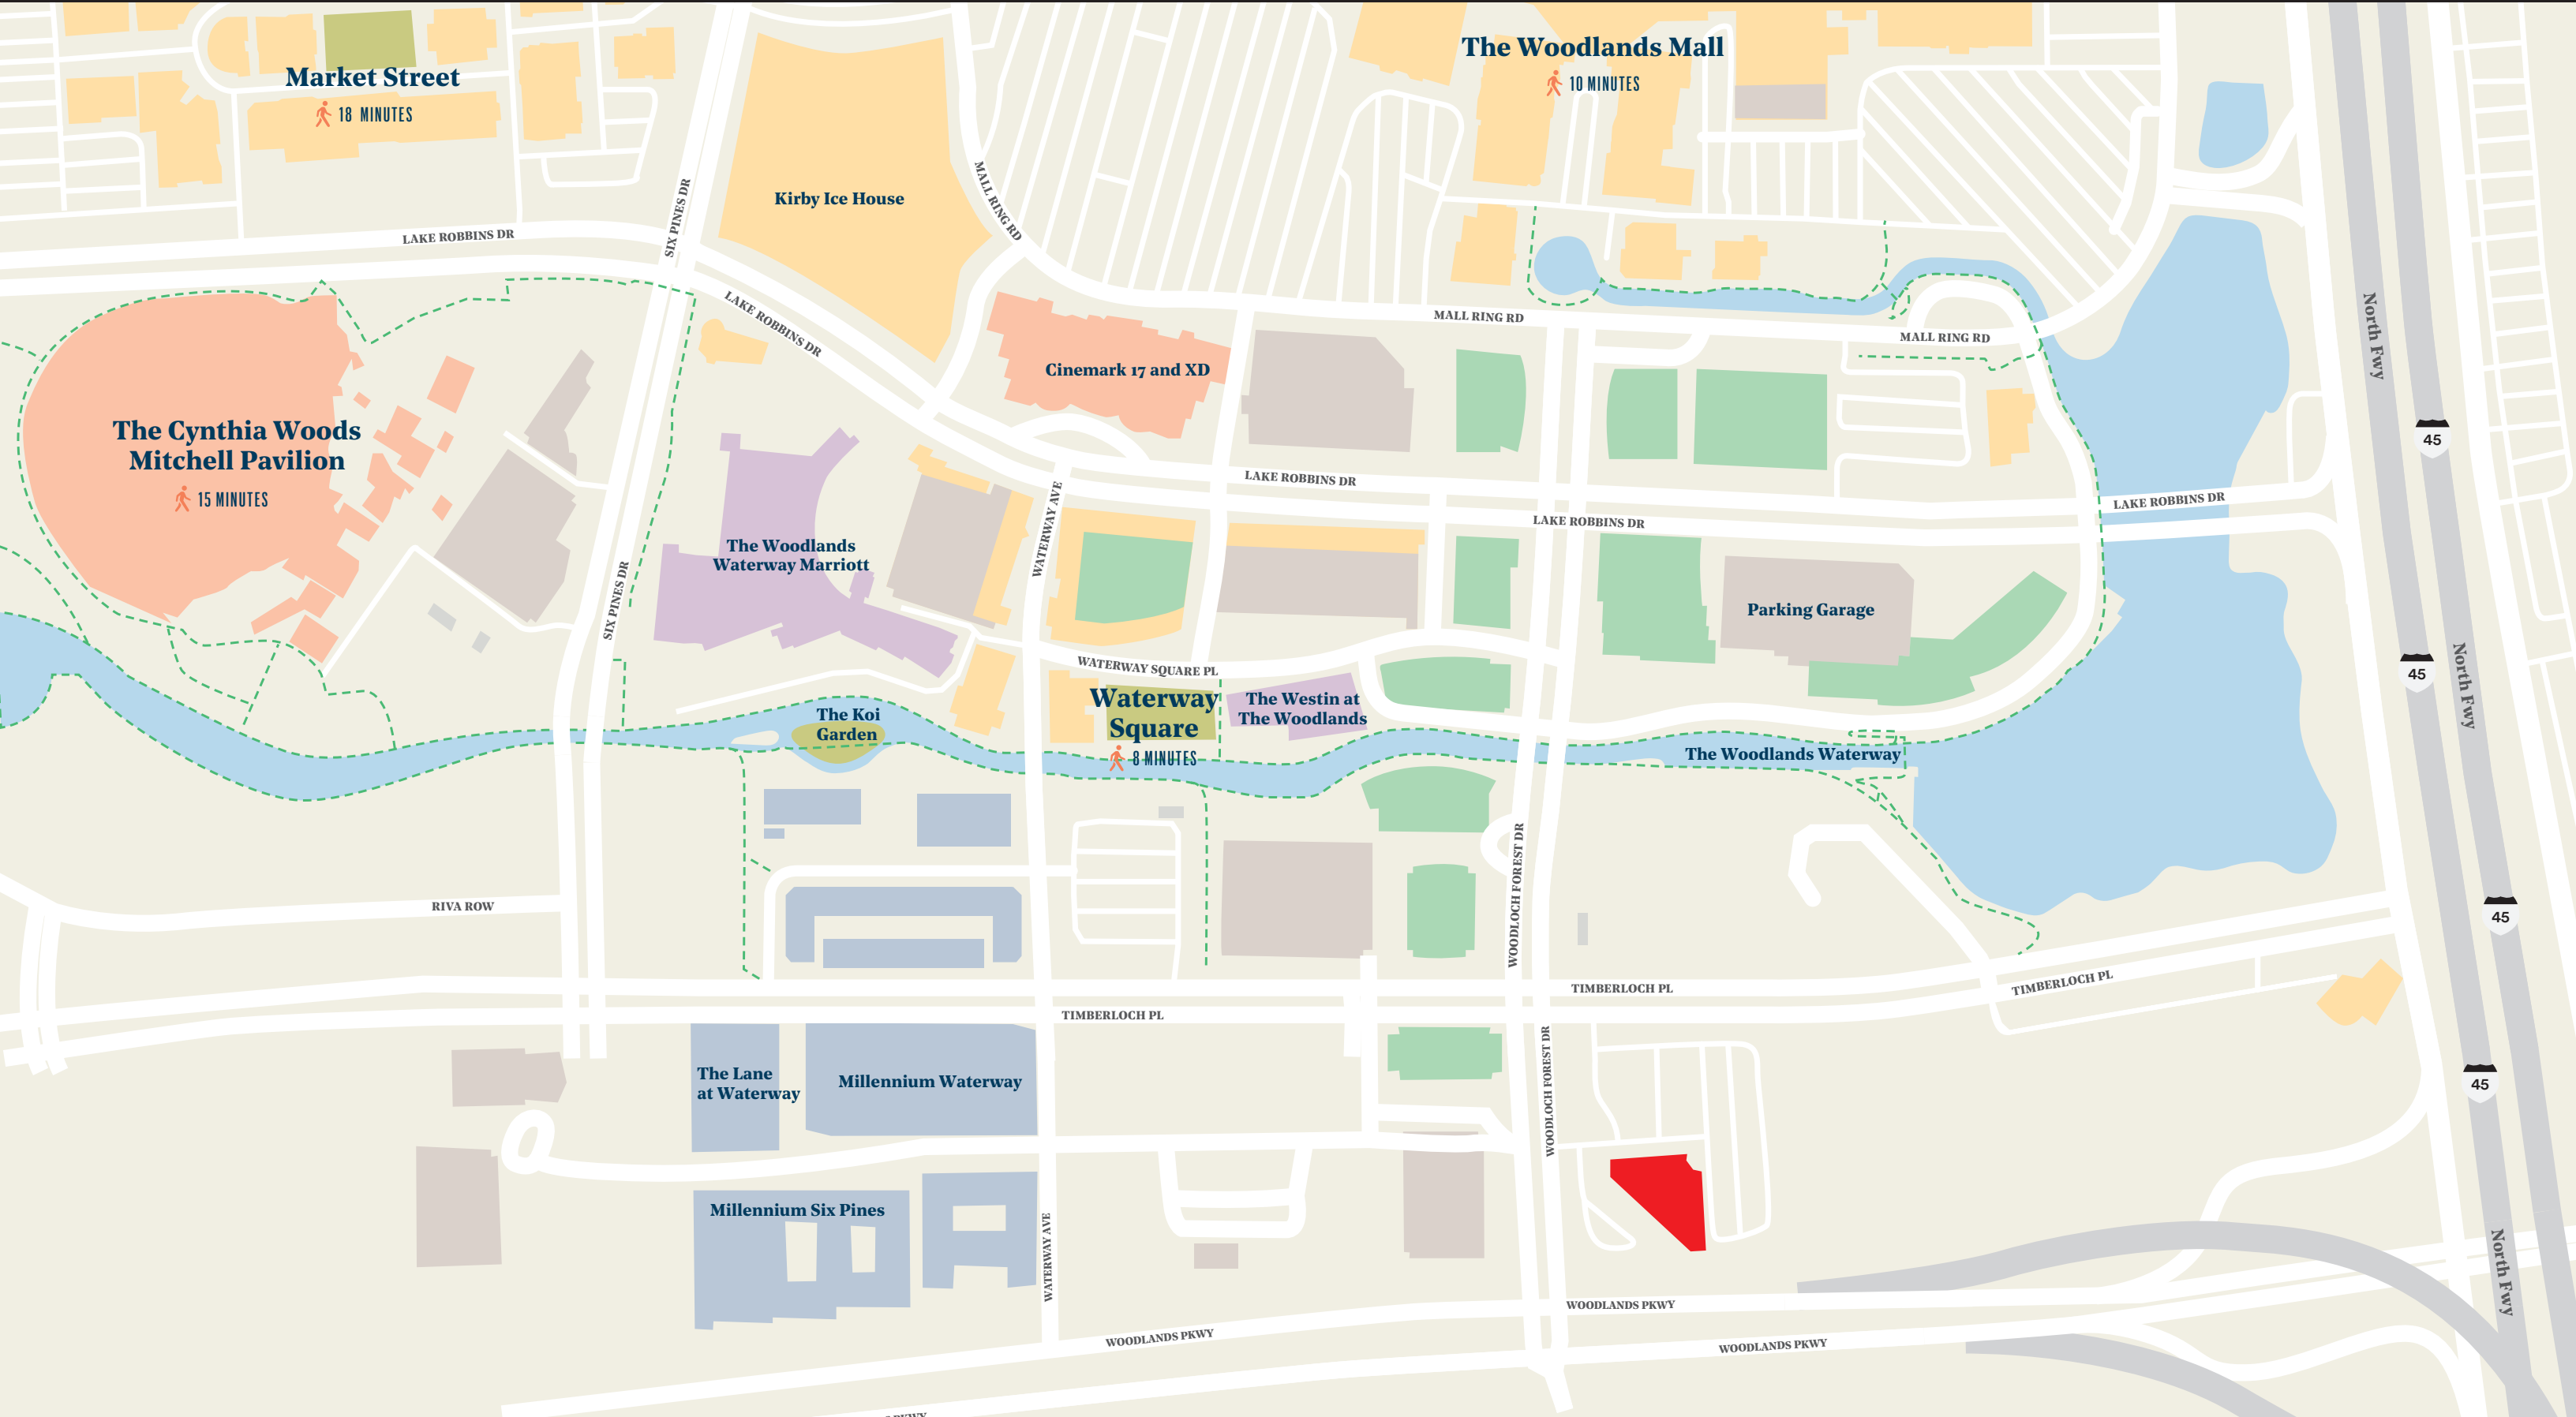 The Woodlands Mall
10 MINUTES
Market Street
18 MINUTES
Kirby Ice House
SIX PINES DR
MALL RING RD
LAKE ROBBINS DR
LAKE ROBBINS DR
MALL RING RD
MALL RING RD
North Fwy
Cinemark 17 and XD
The Cynthia Woods
Mitchell Pavilion
15 MINUTES
45
LAKE ROBBINS DR
LAKE ROBBINS DR
LAKE ROBBINS DR
WATERWAY AVE
The Woodlands
Waterway Marriott
SIX PINES DR
Parking Garage
WATERWAY SQUARE PL
45
North Fwy
Waterway
Square
8 MINUTES
The Westin at
The Woodlands
The Koi
Garden
The Woodlands Waterway
WOODLOCH FOREST DR
RIVA ROW
45
TIMBERLOCH PL
TIMBERLOCH PL
TIMBERLOCH PL
WOODLOCH FOREST DR
The Lane
at Waterway
Millennium Waterway
45
Millennium Six Pines
WATERWAY AVE
North Fwy
WOODLANDS PKWY
WOODLANDS PKWY
WOODLANDS PKWY
PKWY